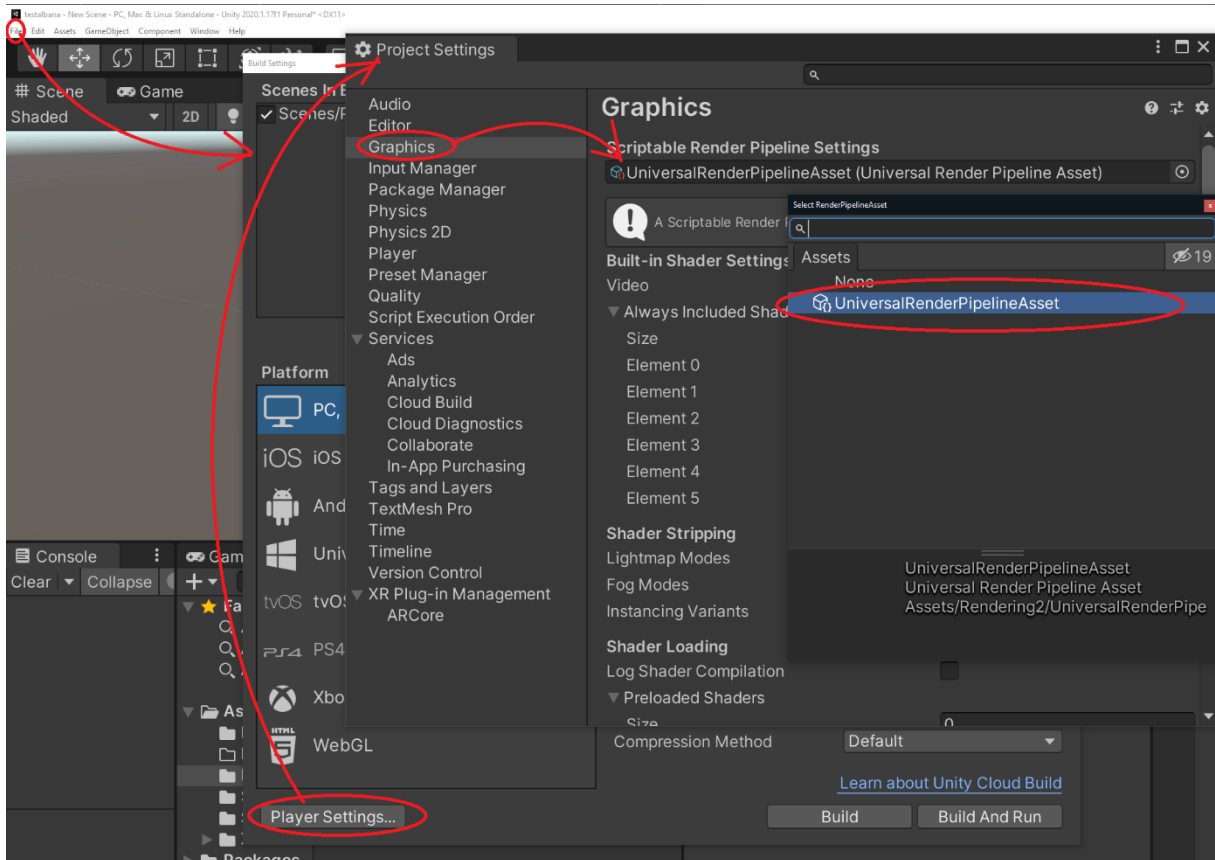 testalbana - New Scene - PC, Mac & Linux Standalone - Unity 2020.1.17f1 Personal* <DX11>
File Edit Assets GameObject Component Window Help
# Scene Game
Shaded 2D
Build Settings
Scenes In B
Scenes/F
Platform
PC,
iOS iOS
And
Univ
tvOS tvOS
PS4 PS4
Xbo
HTML
5 WebGL
Player Settings...
Console
Clear Collapse
Gam
Fa
As
Packages
Project Settings
Audio
Editor
Graphics
Input Manager
Package Manager
Physics
Physics 2D
Player
Preset Manager
Quality
Script Execution Order
Services
Ads
Analytics
Cloud Build
Cloud Diagnostics
Collaborate
In-App Purchasing
Tags and Layers
TextMesh Pro
Time
Timeline
Version Control
XR Plug-in Management
ARCore
Graphics
Scriptable Render Pipeline Settings
UniversalRenderPipelineAsset (Universal Render Pipeline Asset)
A Scriptable Render
Built-in Shader Settings
Video
Always Included Shad
Size
Element 0
Element 1
Element 2
Element 3
Element 4
Element 5
Shader Stripping
Lightmap Modes
Fog Modes
Instancing Variants
Shader Loading
Log Shader Compilation
Preloaded Shaders
Size 0
Select RenderPipelineAsset
x
Assets 19
None
UniversalRenderPipelineAsset
UniversalRenderPipelineAsset
Universal Render Pipeline Asset
Assets/Rendering2/UniversalRenderPipe
Compression Method Default
Learn about Unity Cloud Build
Build Build And Run